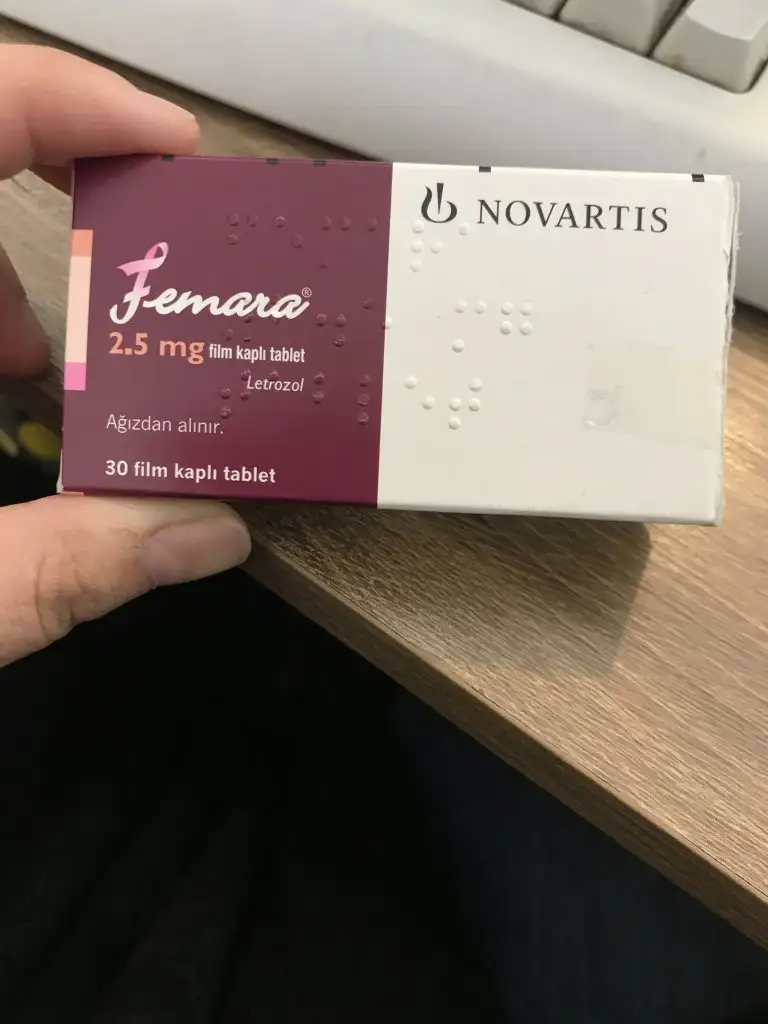 NOVARTIS
Femara®
2.5 mg film kaplı tablet
Letrozol
Ağızdan alınır.
30 film kaplı tablet